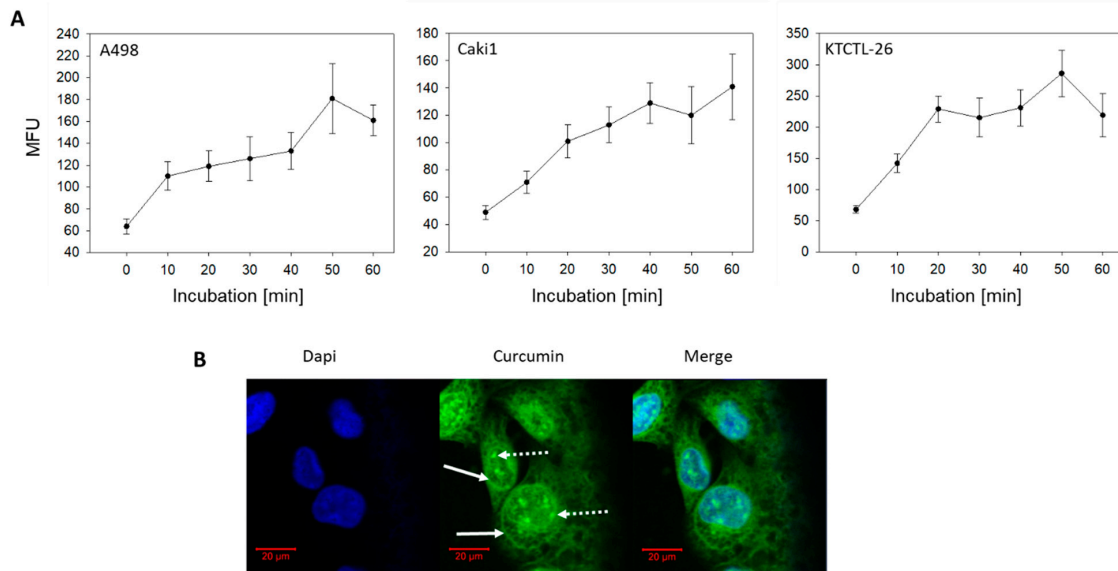 A
A498
Caki1
KTCTL-26
MFU
240
220
200
180
160
140
120
100
80
60
40
180
160
140
120
100
80
60
40
20
350
300
250
200
150
100
50
0
0 10 20 30 40 50 60
0 10 20 30 40 50 60
0 10 20 30 40 50 60
Incubation [min]
Incubation [min]
Incubation [min]
B
Dapi
Curcumin
Merge
20 µm
20 µm
20 µm